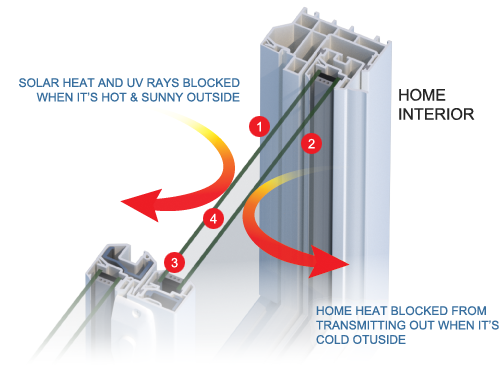 SOLAR HEAT AND UV RAYS BLOCKED
WHEN IT'S HOT & SUNNY OUTSIDE
HOME
INTERIOR
1
2
4
3
HOME HEAT BLOCKED FROM
TRANSMITTING OUT WHEN IT'S
COLD OTUSIDE